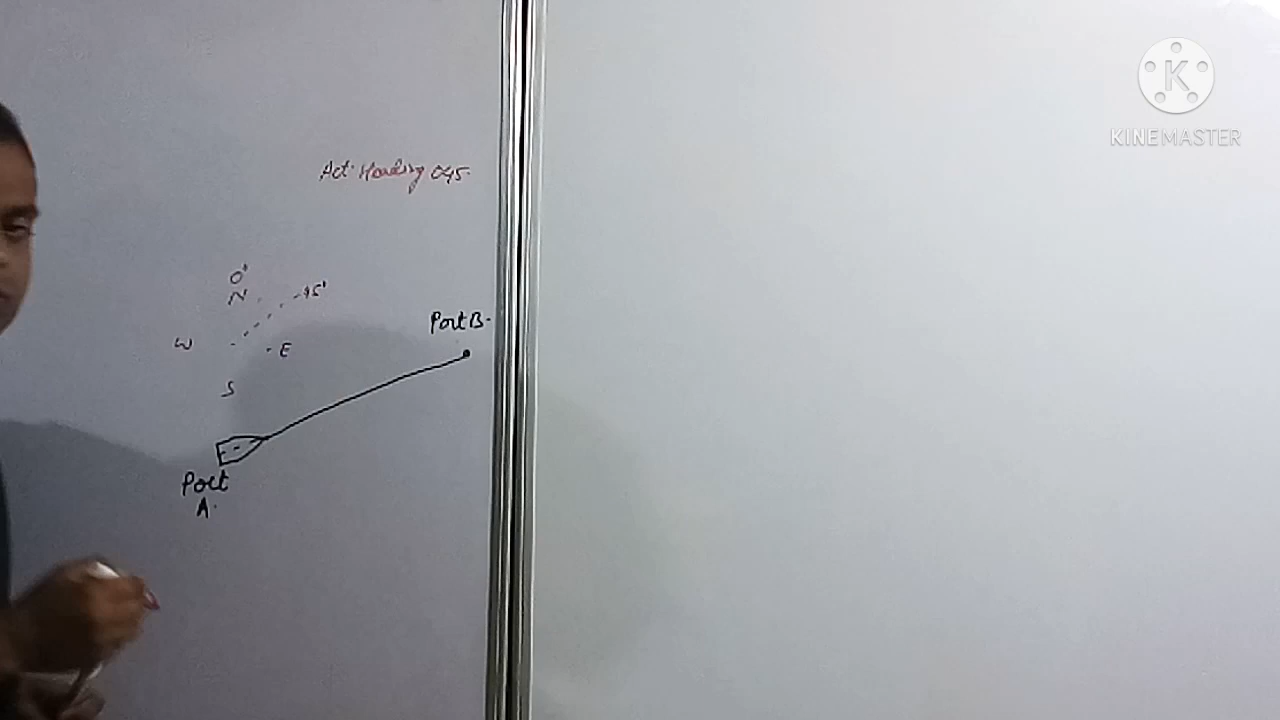 Act. Heading 045.
0°
N
45°
W
E
S
Port B.
Port
A.
K
KINEMASTER